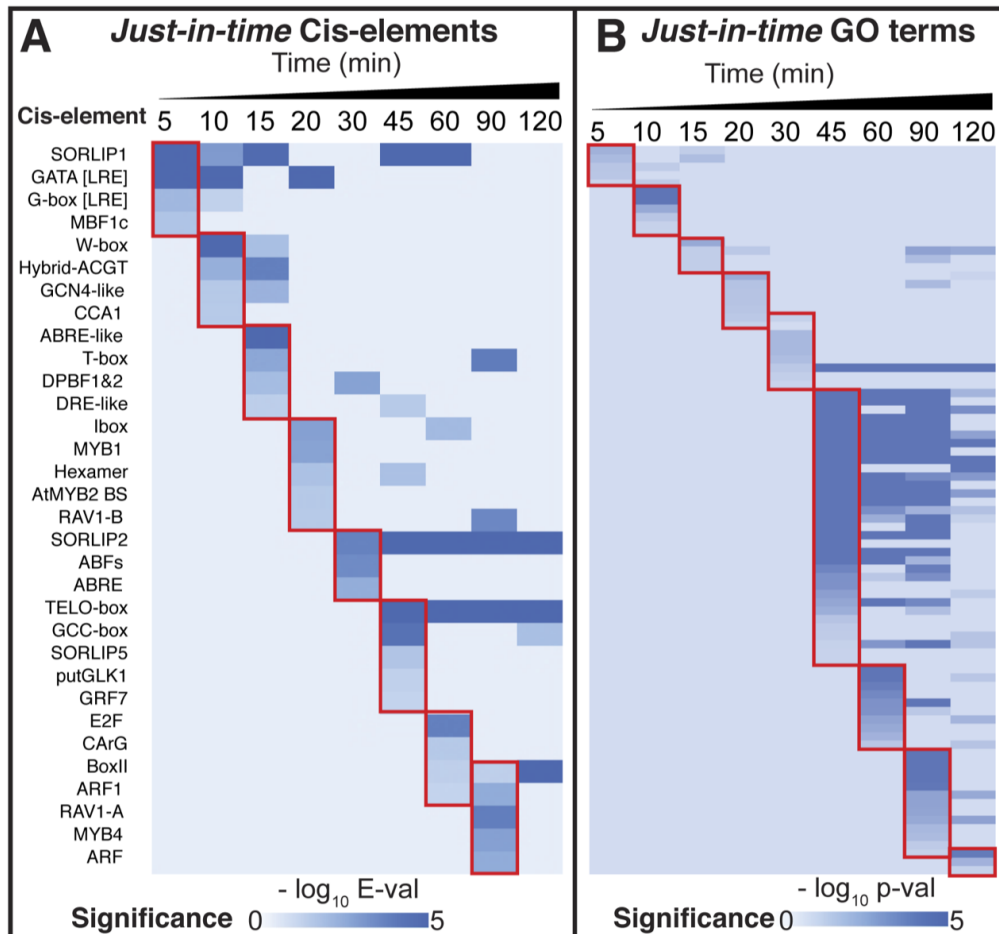 A Just-in-time Cis-elements
Time (min)
Cis-element 5 10 15 20 30 45 60 90 120
SORLIP1
GATA [LRE]
G-box [LRE]
MBF1c
W-box
Hybrid-ACGT
GCN4-like
CCA1
ABRE-like
T-box
DPBF1&2
DRE-like
Ibox
MYB1
Hexamer
AtMYB2 BS
RAV1-B
SORLIP2
ABFs
ABRE
TELO-box
GCC-box
SORLIP5
putGLK1
GRF7
E2F
CArG
BoxII
ARF1
RAV1-A
MYB4
ARF
- log10 E-val
Significance 0 5
B Just-in-time GO terms
Time (min)
5 10 15 20 30 45 60 90 120
- log10 p-val
Significance 0 5